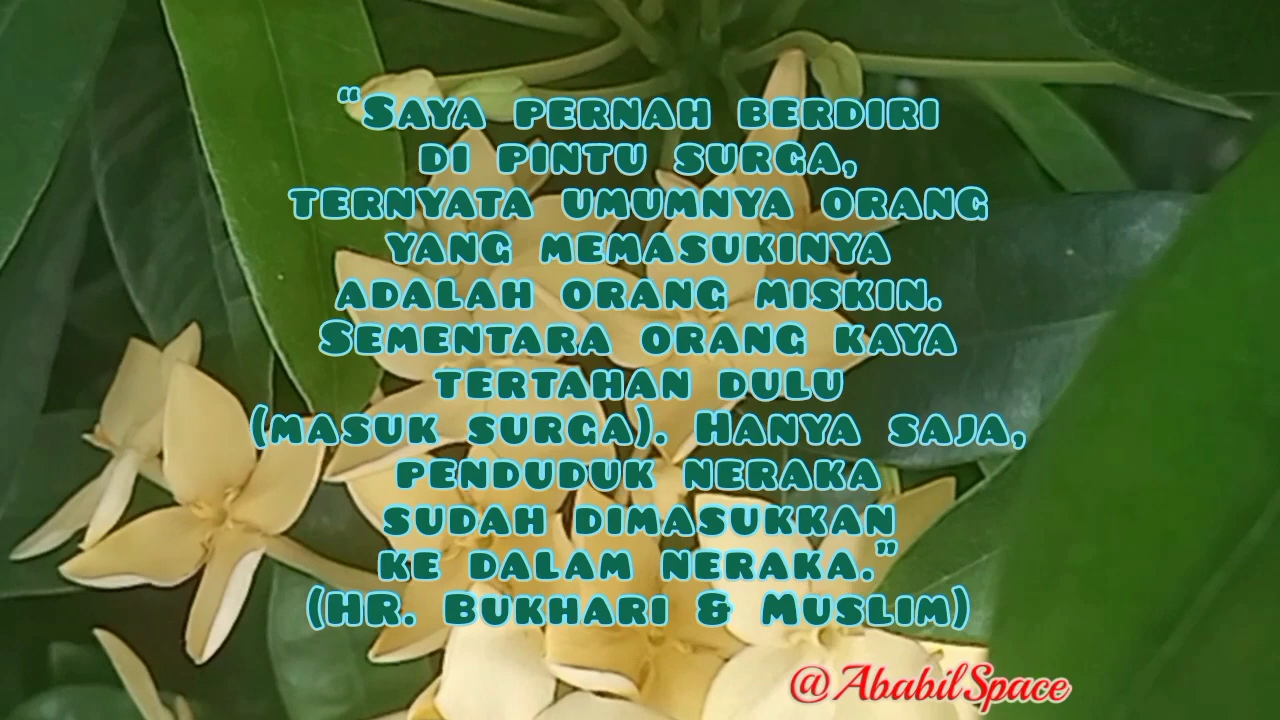 “Saya pernah berdiri
di pintu surga,
ternyata umumnya orang
yang memasukinya
adalah orang miskin.
Sementara orang kaya
tertahan dulu
(masuk surga). Hanya saja,
penduduk neraka
sudah dimasukkan
ke dalam neraka.”
(HR. Bukhari & Muslim)
@AbabilSpace